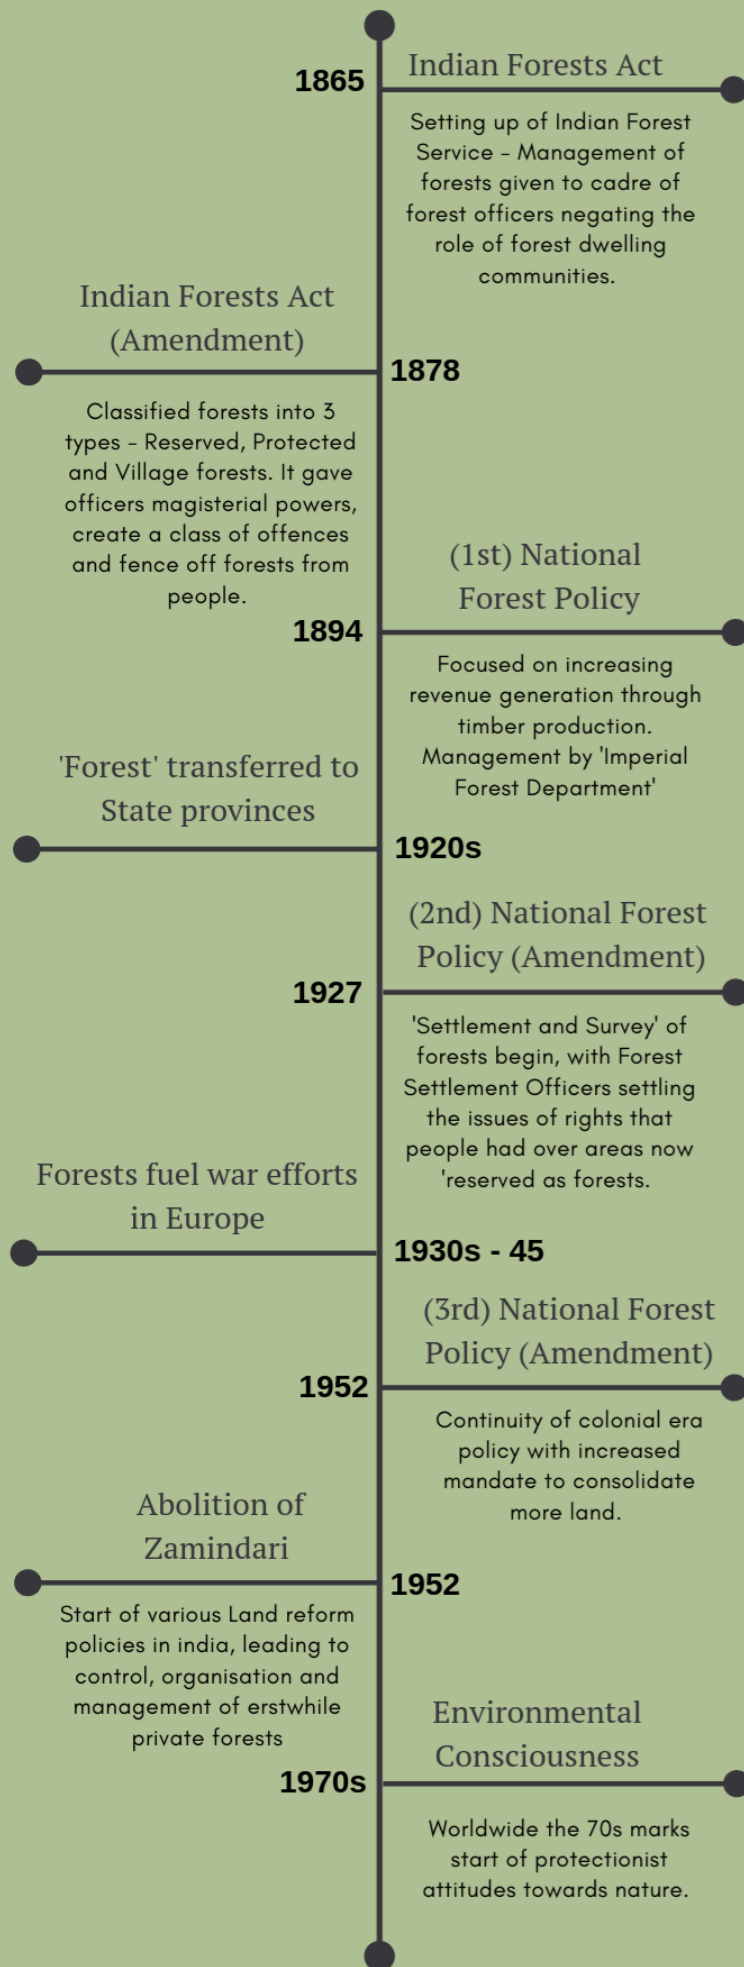 1865
Indian Forests Act
Setting up of Indian Forest
Service - Management of
forests given to cadre of
forest officers negating the
role of forest dwelling
communities.
Indian Forests Act
(Amendment)
1878
Classified forests into 3
types - Reserved, Protected
and Village forests. It gave
officers magisterial powers,
create a class of offences
and fence off forests from
people.
(1st) National
Forest Policy
1894
Focused on increasing
revenue generation through
timber production.
Management by 'Imperial
Forest Department'
'Forest' transferred to
State provinces
1920s
(2nd) National Forest
Policy (Amendment)
1927
'Settlement and Survey' of
forests begin, with Forest
Settlement Officers settling
the issues of rights that
people had over areas now
'reserved as forests.
Forests fuel war efforts
in Europe
1930s - 45
(3rd) National Forest
Policy (Amendment)
1952
Continuity of colonial era
policy with increased
mandate to consolidate
more land.
Abolition of
Zamindari
1952
Start of various Land reform
policies in india, leading to
control, organisation and
management of erstwhile
private forests
Environmental
Consciousness
1970s
Worldwide the 70s marks
start of protectionist
attitudes towards nature.